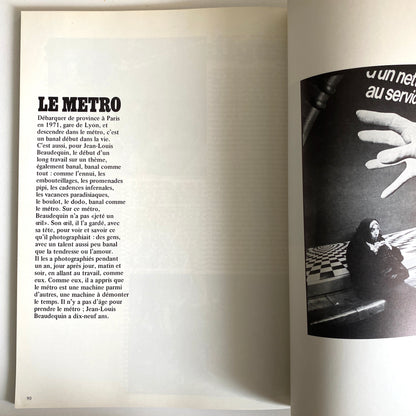 LE METRO
Débarquer de province à Paris
en 1971, gare de Lyon, et
descendre dans le métro, c'est
un banal début dans la vie.
C'est aussi, pour Jean-Louis
Beaudequin, le début d'un
long travail sur un thème,
également banal, banal comme
tout : comme l'ennui, les
embouteillages, les promenades
pipi, les cadences infernales,
les vacances paradisiaques,
le boulot, le dodo, banal comme
le métro. Sur ce métro,
Beaudequin n'a pas «jeté un
œil». Son œil, il l'a gardé, avec
sa tête, pour voir et savoir ce
qu'il photographiait : des gens,
avec un talent aussi peu banal
que la tendresse ou l'amour.
Il les a photographiés pendant
un an, jour après jour, matin et
soir, en allant au travail, comme
eux. Comme eux, il a appris que
le métro est une machine parmi
d'autres, une machine à démonter
le temps. Il n'y a pas d'âge pour
prendre le métro ; Jean-Louis
Beaudequin a dix-neuf ans.
90
d'un net
au servic